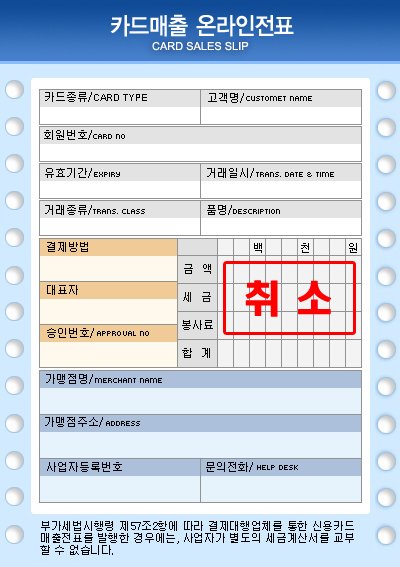 카드매출 온라인전표
CARD SALES SLIP
카드종류/CARD TYPE 고객명/CUSTOMET NAME
회원번호/CARD NO
유효기간/EXPIRY 거래일시/TRANS. DATE & TIME
거래종류/TRANS. CLASS 품명/DESCRIPTION
결제방법 백 천 원
금 액
대표자 세 금
취소
봉사료
승인번호/APPROVAL NO
합 계
가맹점명/MERCHANT NAME
가맹점주소/ADDRESS
사업자등록번호 문의전화/HELP DESK
부가세법시행령 제57조2항에 따라 결제대행업체를 통한 신용카드
매출전표를 발행한 경우에는, 사업자가 별도의 세금계산서를 교부
할 수 없습니다.